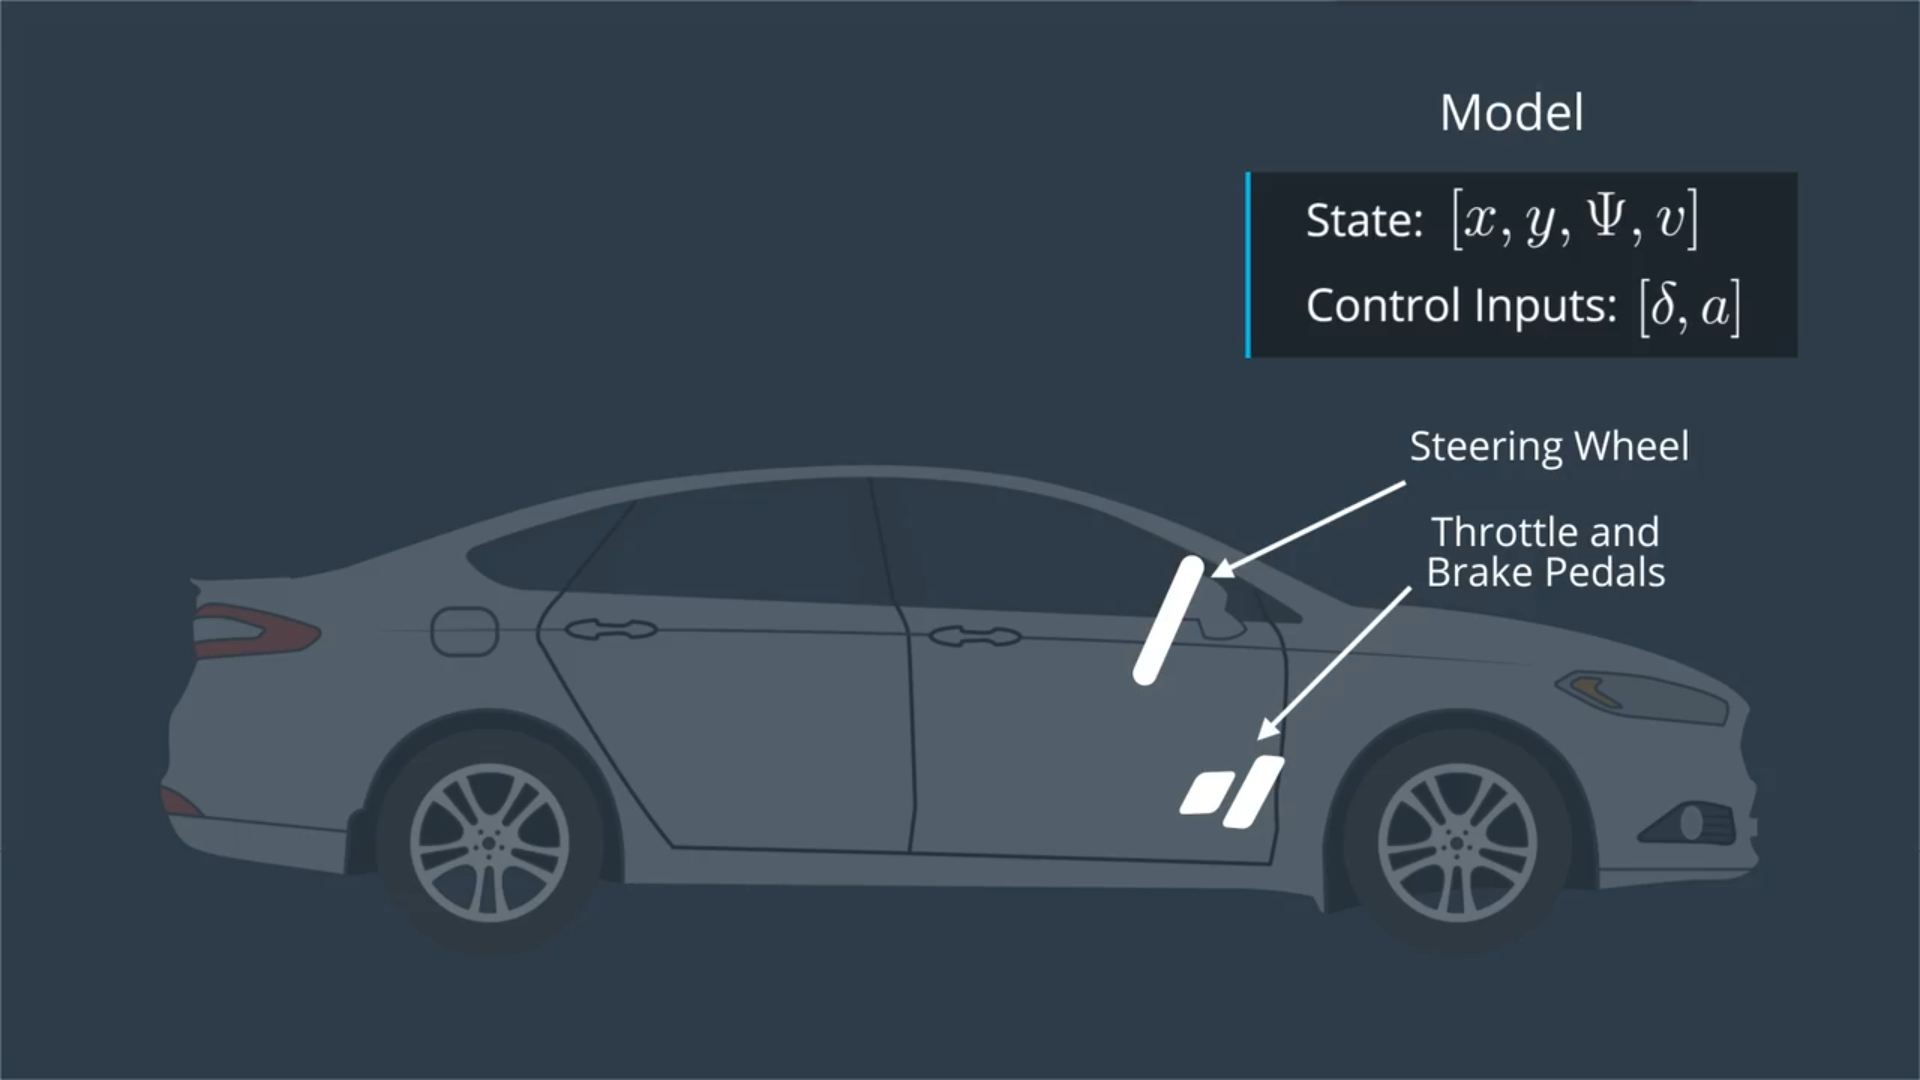 Model
State: [x, y, Ψ, v]
Control Inputs: [δ, a]
Steering Wheel
Throttle and
Brake Pedals